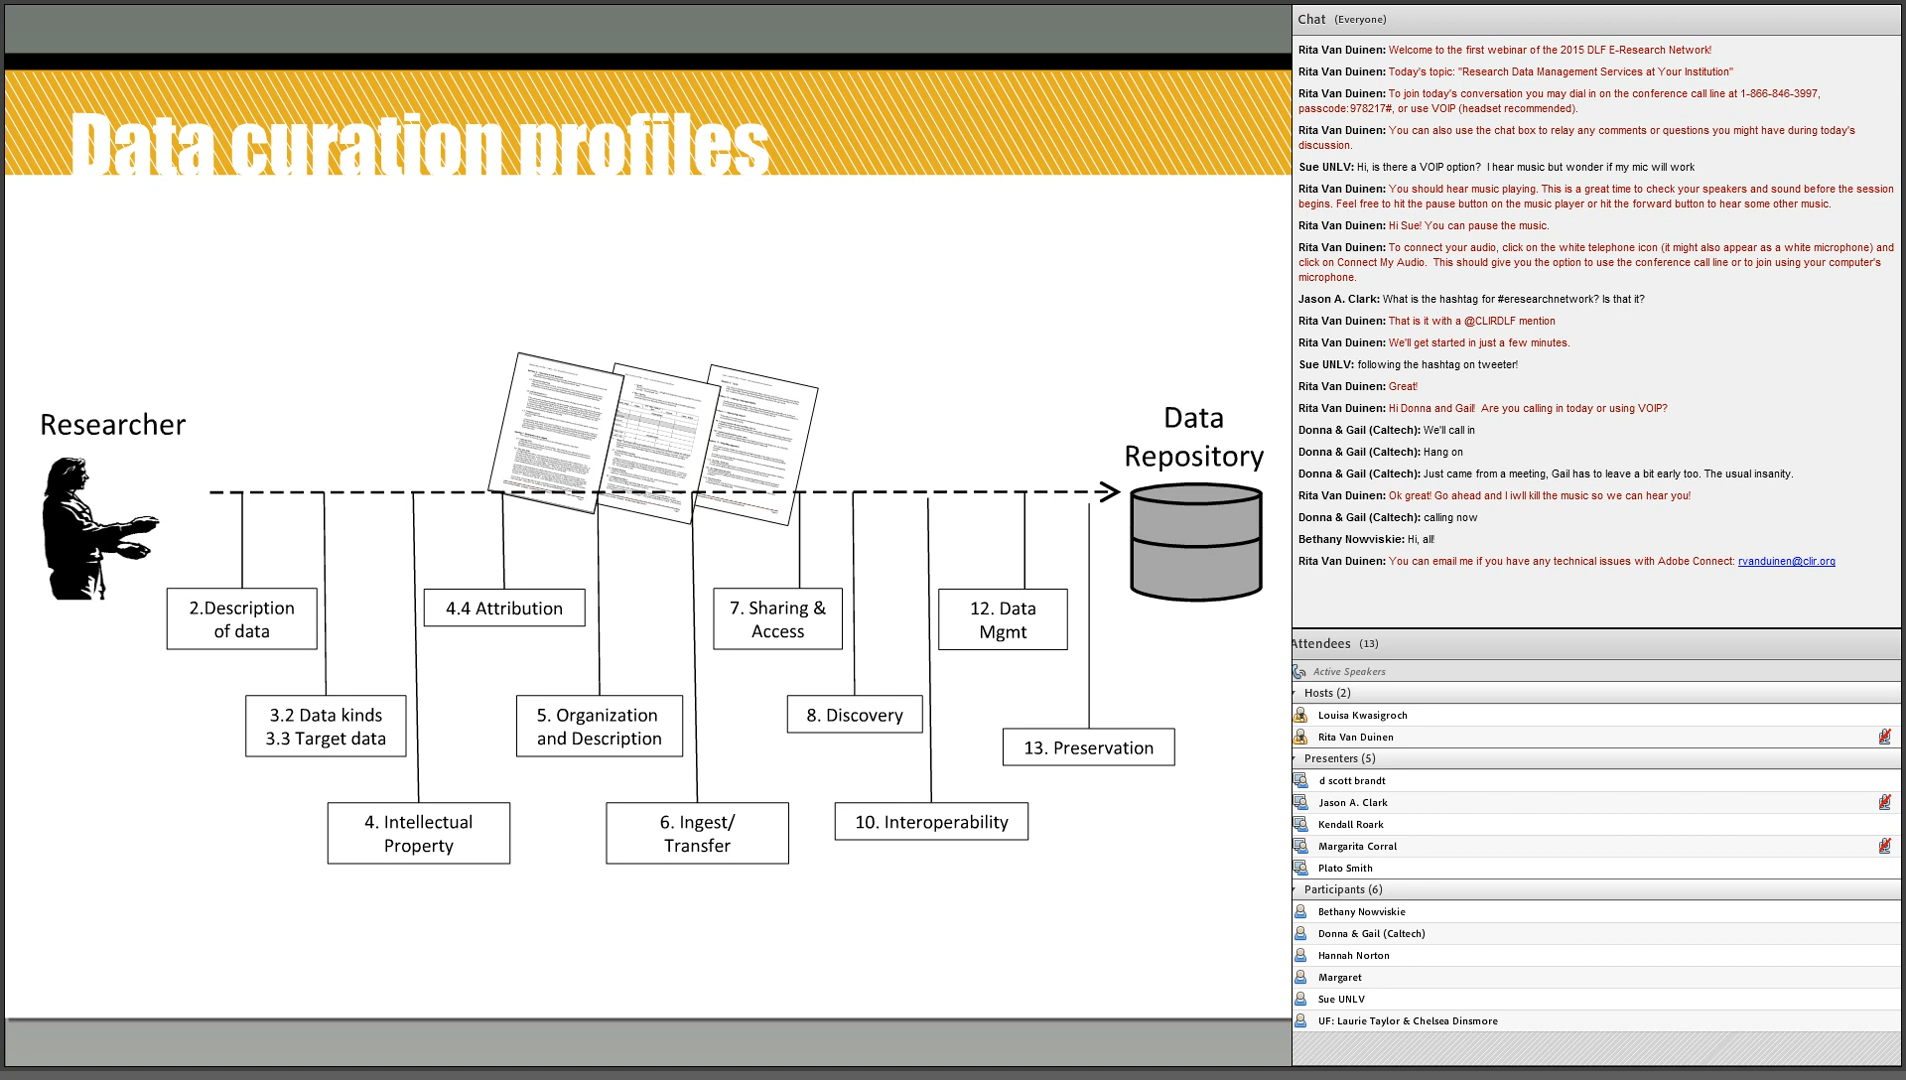 Data curation profiles
Researcher
Data
Repository
2.Description
of data
4.4 Attribution
7. Sharing &
Access
12. Data
Mgmt
3.2 Data kinds
3.3 Target data
5. Organization
and Description
8. Discovery
13. Preservation
4. Intellectual
Property
6. Ingest/
Transfer
10. Interoperability
Chat (Everyone)
Rita Van Duinen: Welcome to the first webinar of the 2015 DLF E-Research Network!
Rita Van Duinen: Today's topic: "Research Data Management Services at Your Institution"
Rita Van Duinen: To join today's conversation you may dial in on the conference call line at 1-866-846-3997,
passcode:978217#, or use VOIP (headset recommended).
Rita Van Duinen: You can also use the chat box to relay any comments or questions you might have during today's
discussion.
Sue UNLV: Hi, is there a VOIP option?  I hear music but wonder if my mic will work
Rita Van Duinen: You should hear music playing. This is a great time to check your speakers and sound before the session
begins. Feel free to hit the pause button on the music player or hit the forward button to hear some other music.
Rita Van Duinen: Hi Sue! You can pause the music.
Rita Van Duinen: To connect your audio, click on the white telephone icon (it might also appear as a white microphone) and
click on Connect My Audio.  This should give you the option to use the conference call line or to join using your computer's
microphone.
Jason A. Clark: What is the hashtag for #eresearchnetwork? Is that it?
Rita Van Duinen: That is it with a @CLIRDLF mention
Rita Van Duinen: We'll get started in just a few minutes.
Sue UNLV: following the hashtag on tweeter!
Rita Van Duinen: Great!
Rita Van Duinen: Hi Donna and Gail!  Are you calling in today or using VOIP?
Donna & Gail (Caltech): We'll call in
Donna & Gail (Caltech): Hang on
Donna & Gail (Caltech): Just came from a meeting, Gail has to leave a bit early too. The usual insanity.
Rita Van Duinen: Ok great! Go ahead and I iwll kill the music so we can hear you!
Donna & Gail (Caltech): calling now
Bethany Nowviskie: Hi, all!
Rita Van Duinen: You can email me if you have any technical issues with Adobe Connect: rvanduinen@clir.org
Attendees (13)
Active Speakers
Hosts (2)
Louisa Kwasigroch
Rita Van Duinen
Presenters (5)
d scott brandt
Jason A. Clark
Kendall Roark
Margarita Corral
Plato Smith
Participants (6)
Bethany Nowviskie
Donna & Gail (Caltech)
Hannah Norton
Margaret
Sue UNLV
UF: Laurie Taylor & Chelsea Dinsmore